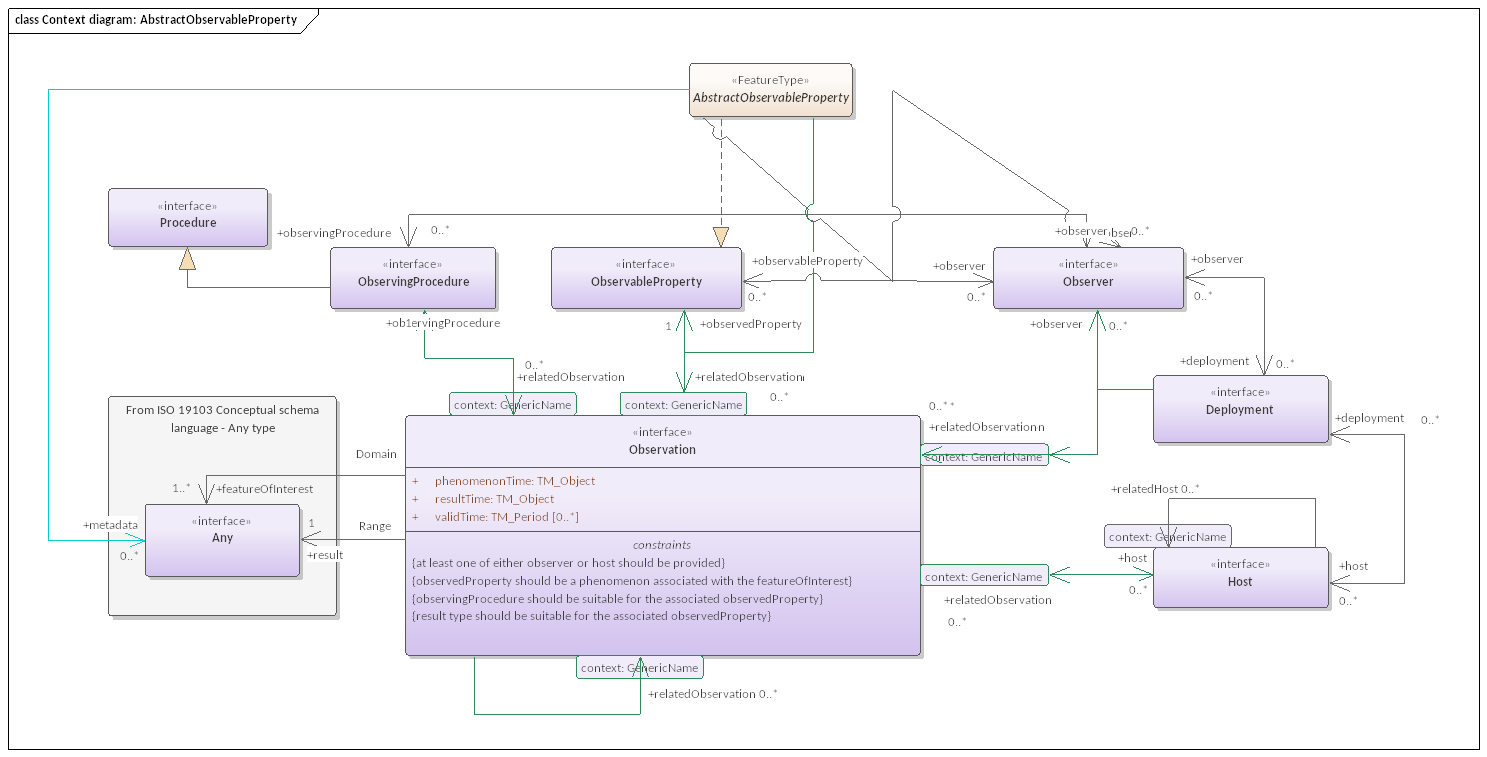 class Context diagram: AbstractObservableProperty
«FeatureType»
AbstractObservableProperty
«interface»
Procedure
+observingProcedure
0..*
+observer
0..*
«interface»
ObservingProcedure
«interface»
ObservableProperty
+observableProperty
0..*
+observer
0..*
«interface»
Observer
+observer
0..*
+ob1ervingProcedure
1
+observedProperty
+observer
0..*
0..*
+relatedObservation
+relatedObservation
0..*
+deployment
0..*
«interface»
Deployment
+deployment
0..*
context: GenericName
context: GenericName
0..*
+relatedObservation
context: GenericName
From ISO 19103 Conceptual schema
language - Any type
«interface»
Observation
Domain
1..*
+featureOfInterest
+ phenomenonTime: TM_Object
+ resultTime: TM_Object
+ validTime: TM_Period [0..*]
+metadata
0..*
«interface»
Any
1
Range
+result
constraints
{at least one of either observer or host should be provided}
{observedProperty should be a phenomenon associated with the featureOfInterest}
{observingProcedure should be suitable for the associated observedProperty}
{result type should be suitable for the associated observedProperty}
+relatedHost 0..*
context: GenericName
+host
0..*
«interface»
Host
+host
0..*
context: GenericName
+relatedObservation
0..*
context: GenericName
+relatedObservation 0..*